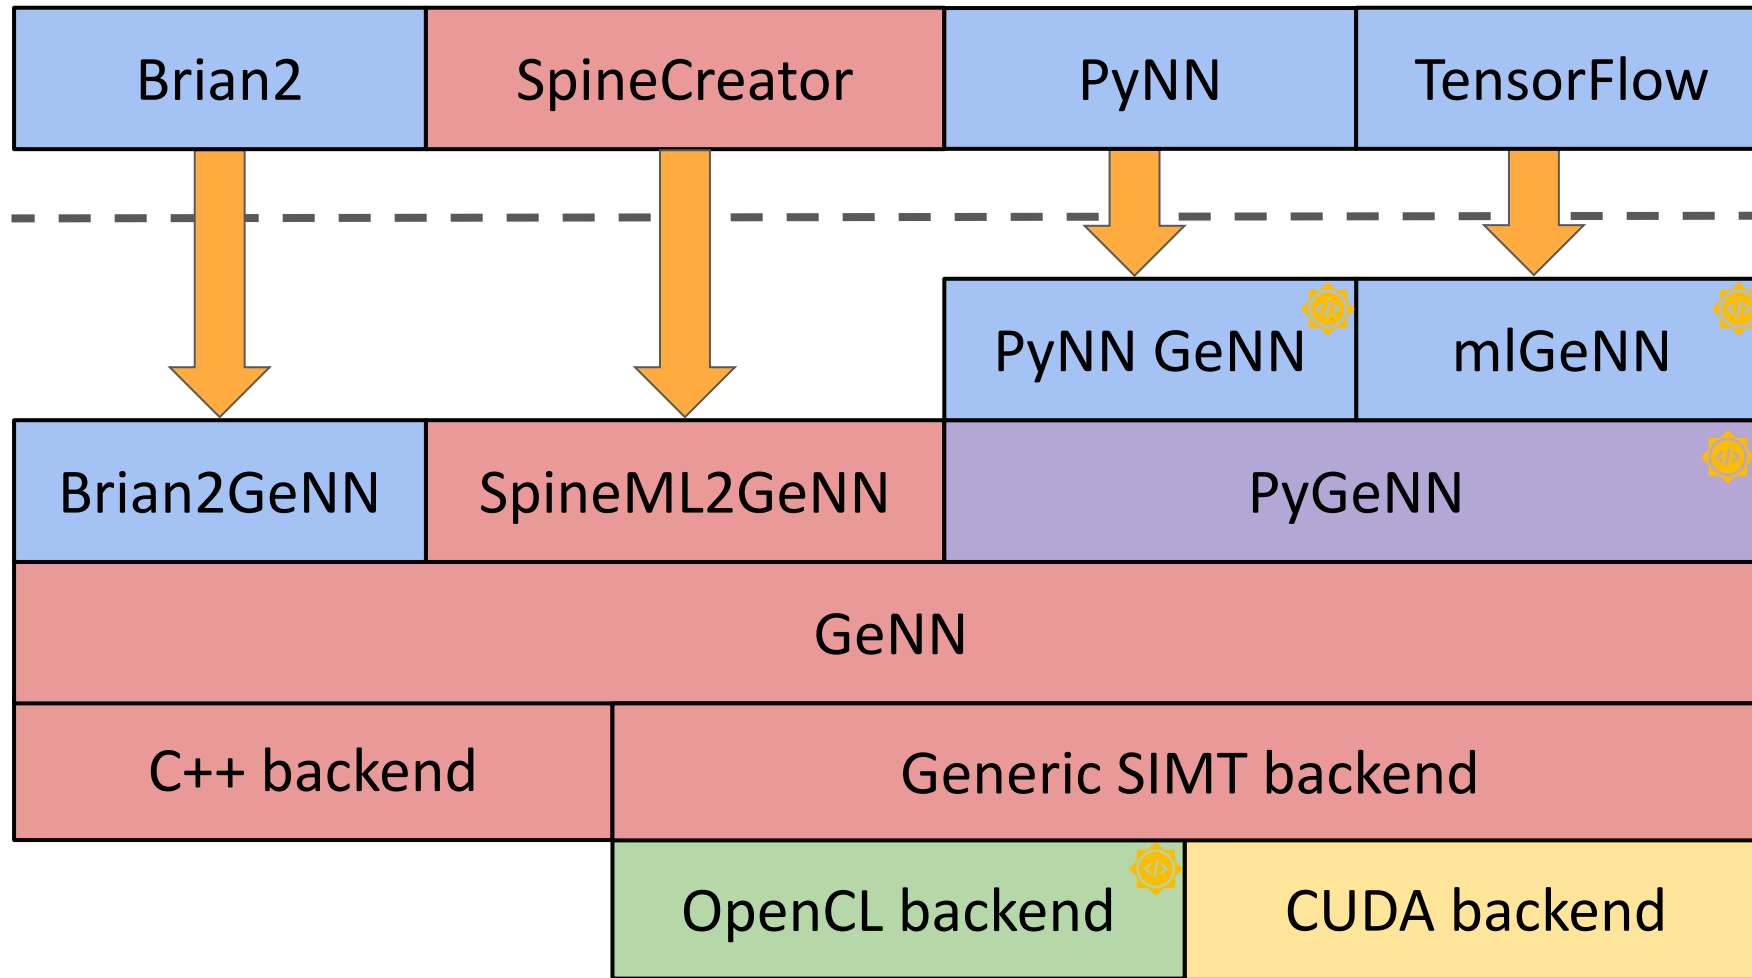 Brian2
SpineCreator
PyNN
TensorFlow
PyNN GeNN
mlGeNN
Brian2GeNN
SpineML2GeNN
PyGeNN
GeNN
C++ backend
Generic SIMT backend
OpenCL backend
CUDA backend